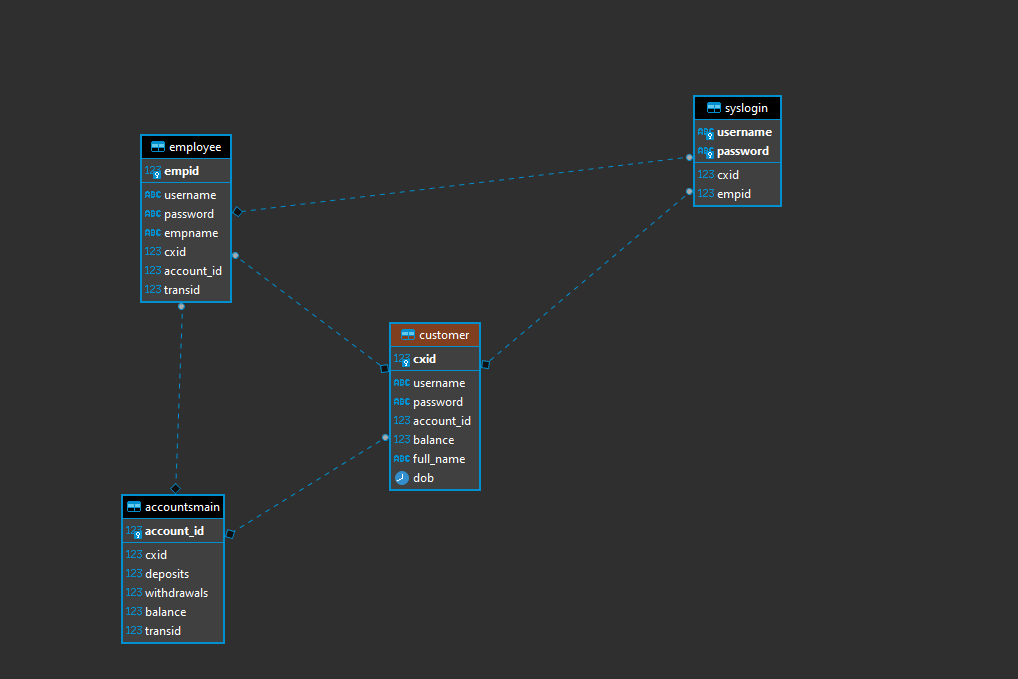 syslogin
ABC username
ABC password
123 cxid
123 empid
employee
123 empid
ABC username
ABC password
ABC empname
123 cxid
123 account_id
123 transid
customer
123 cxid
ABC username
ABC password
123 account_id
123 balance
ABC full_name
dob
accountsmain
123 account_id
123 cxid
123 deposits
123 withdrawals
123 balance
123 transid